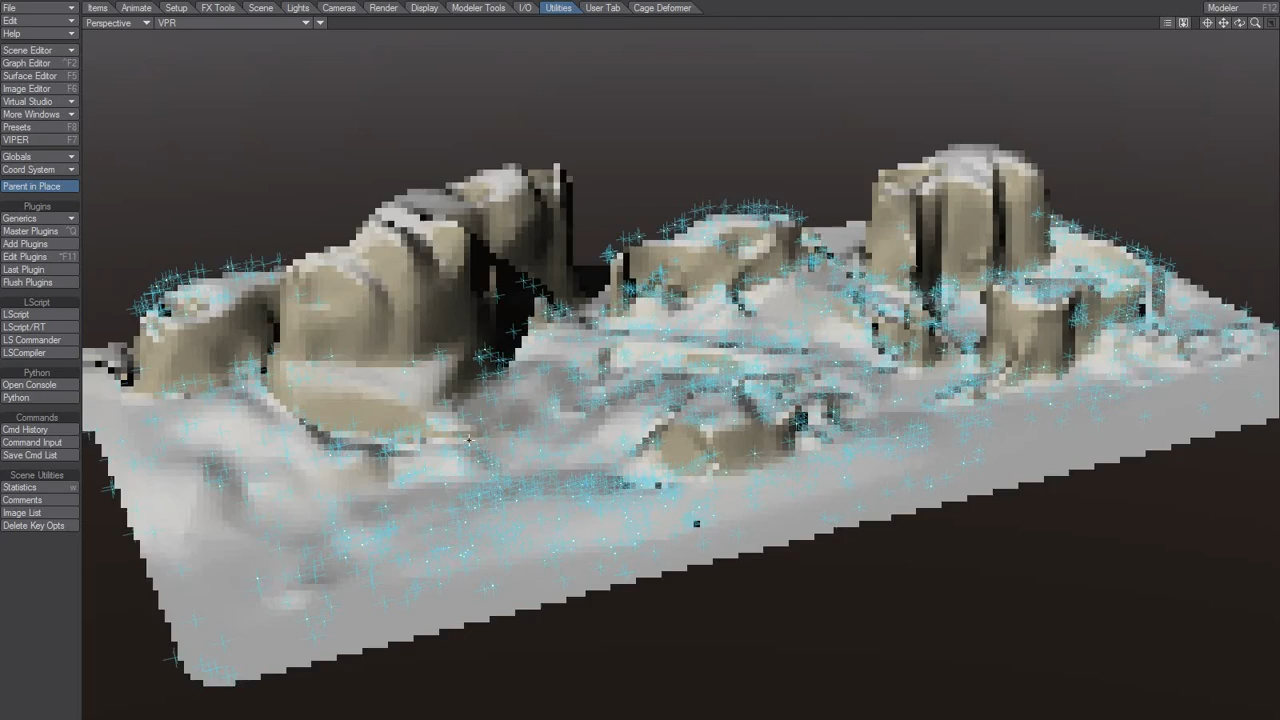 File Items Animate Setup FX Tools Scene Lights Cameras Render Display Modeler Tools I/O Utilities User Tab Cage Deformer Modeler F12
Edit Perspective VPR
Help
Scene Editor
Graph Editor ^F2
Surface Editor F5
Image Editor F6
Virtual Studio
More Windows
Presets F8
VIPER F7
Globals
Coord System
Parent in Place
Plugins
Generics
Master Plugins ^Q
Add Plugins
Edit Plugins ^F11
Last Plugin
Flush Plugins
LScript
LScript
LScript/RT
LS Commander
LSCompiler
Python
Open Console
Python
Commands
Cmd History
Command Input
Save Cmd List
Scene Utilities
Statistics w
Comments
Image List
Delete Key Opts